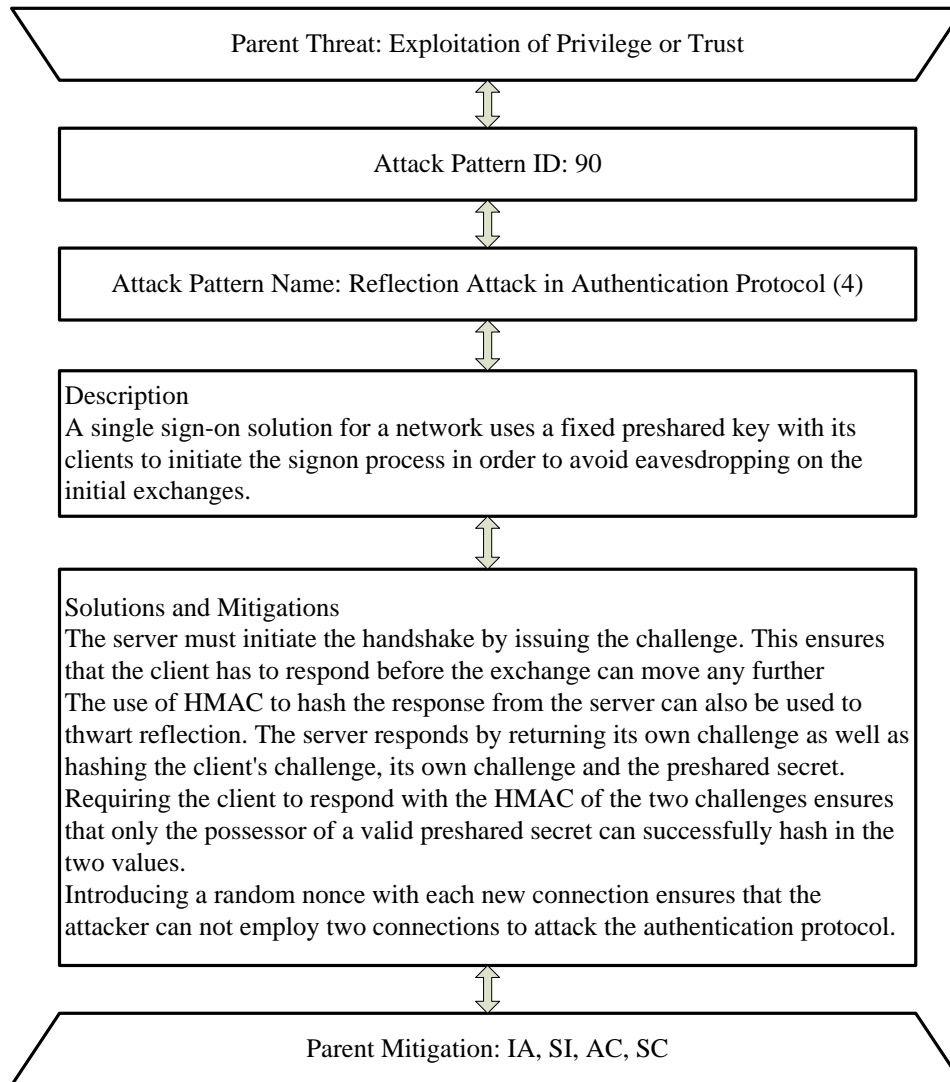 Parent Threat: Exploitation of Privilege or Trust
Attack Pattern ID: 90
Attack Pattern Name: Reflection Attack in Authentication Protocol (4)
Description
A single sign-on solution for a network uses a fixed preshared key with its
clients to initiate the signon process in order to avoid eavesdropping on the
initial exchanges.
Solutions and Mitigations
The server must initiate the handshake by issuing the challenge. This ensures
that the client has to respond before the exchange can move any further
The use of HMAC to hash the response from the server can also be used to
thwart reflection. The server responds by returning its own challenge as well as
hashing the client's challenge, its own challenge and the preshared secret.
Requiring the client to respond with the HMAC of the two challenges ensures
that only the possessor of a valid preshared secret can successfully hash in the
two values.
Introducing a random nonce with each new connection ensures that the
attacker can not employ two connections to attack the authentication protocol.
Parent Mitigation: IA, SI, AC, SC